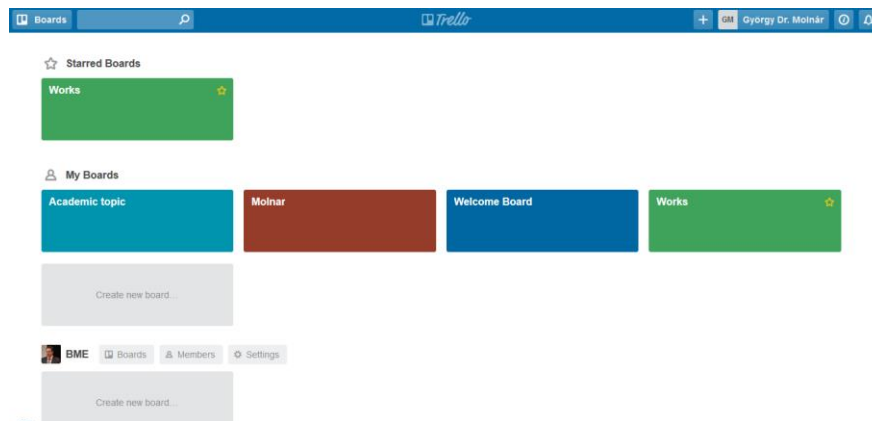 Boards Trello + GM György Dr. Molnár
Starred Boards
Works
My Boards
Academic topic Molnar Welcome Board Works
Create new board...
BME Boards Members Settings
Create new board...